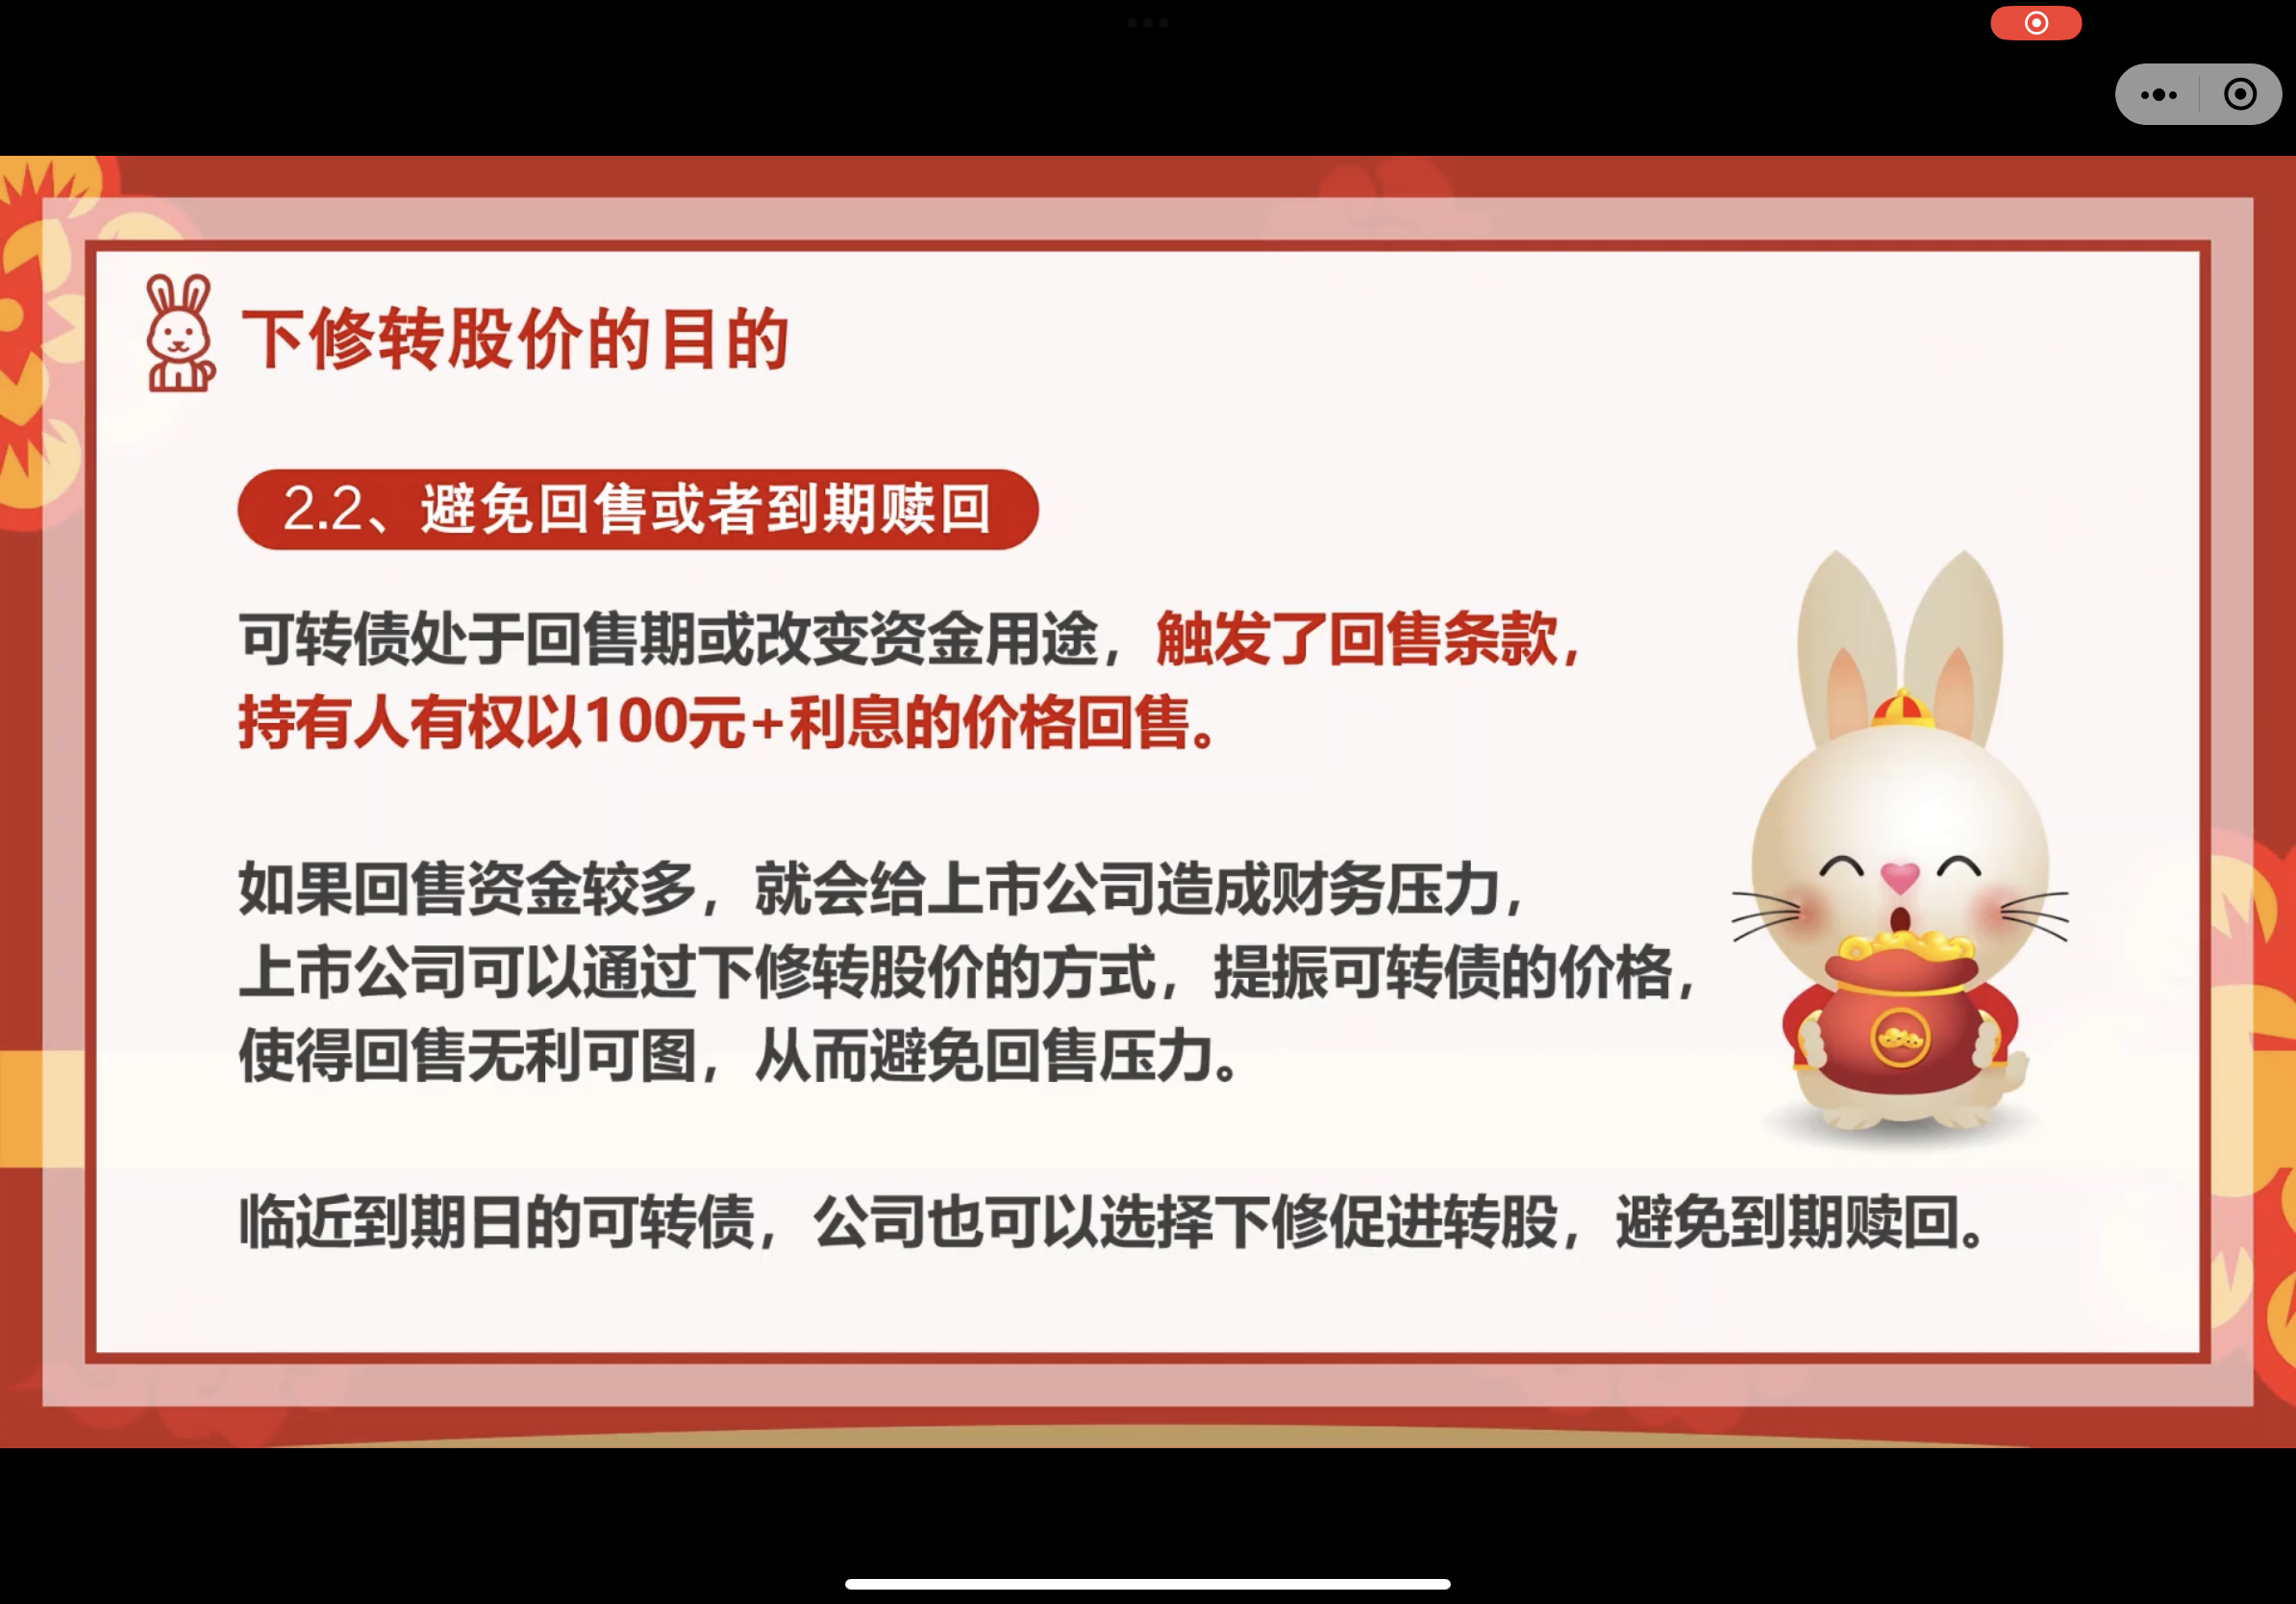 下修转股价的目的
2.2、避免回售或者到期赎回
可转债处于回售期或改变资金用途，触发了回售条款，
持有人有权以100元+利息的价格回售。
如果回售资金较多，就会给上市公司造成财务压力，
上市公司可以通过下修转股价的方式，提振可转债的价格，
使得回售无利可图，从而避免回售压力。
临近到期日的可转债，公司也可以选择下修促进转股，避免到期赎回。